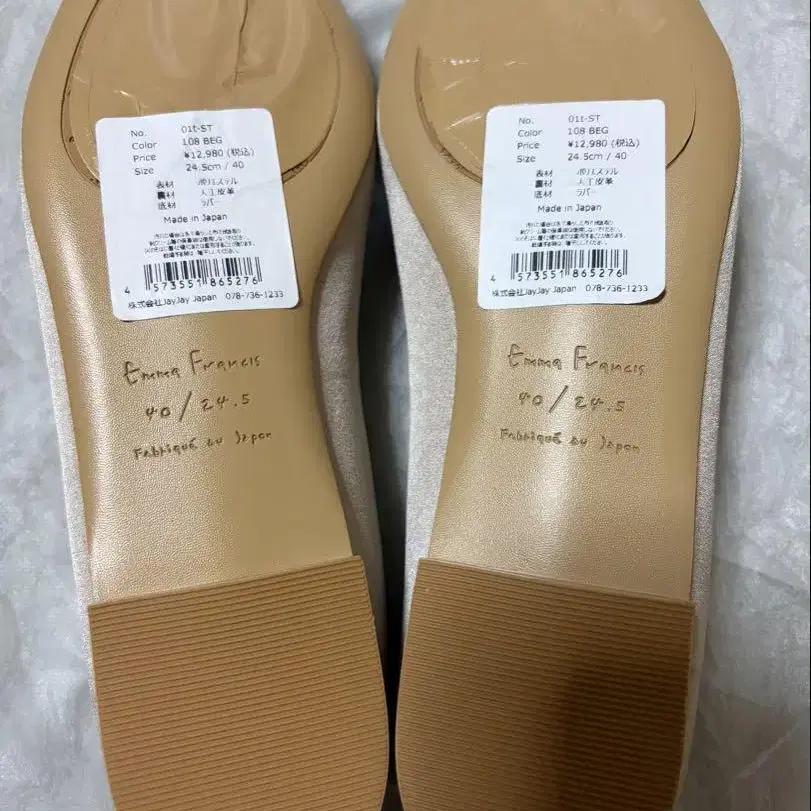 No. 01t-ST
Color 108 BEG
Price ¥12,980 (税込)
Size 24.5cm / 40
表材 ポリエステル
裏材 人工皮革
底材 ラバー
Made in Japan
4 573551 865276
株式会社JayJay Japan 078-736-1233
Emma Francis
40/24.5
Fabriqué au Japon
No. 01t-ST
Color 108 BEG
Price ¥12,980 (税込)
Size 24.5cm / 40
表材 ポリエステル
裏材 人工皮革
底材 ラバー
Made in Japan
4 573551 865276
株式会社JayJay Japan 078-736-1233
Emma Francis
40/24.5
Fabriqué au Japon